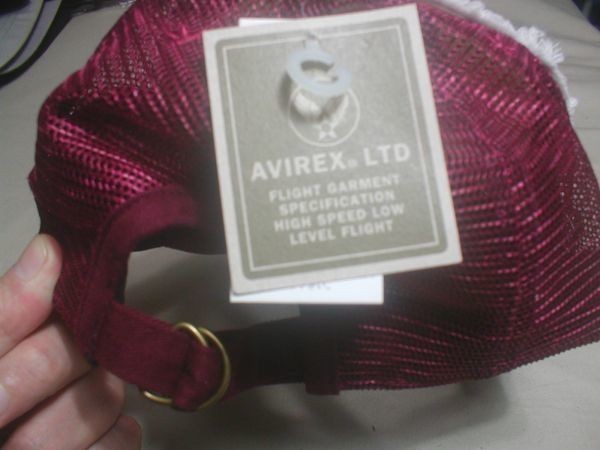 AVIREX® LTD
FLIGHT GARMENT
SPECIFICATION
HIGH SPEED LOW
LEVEL FLIGHT